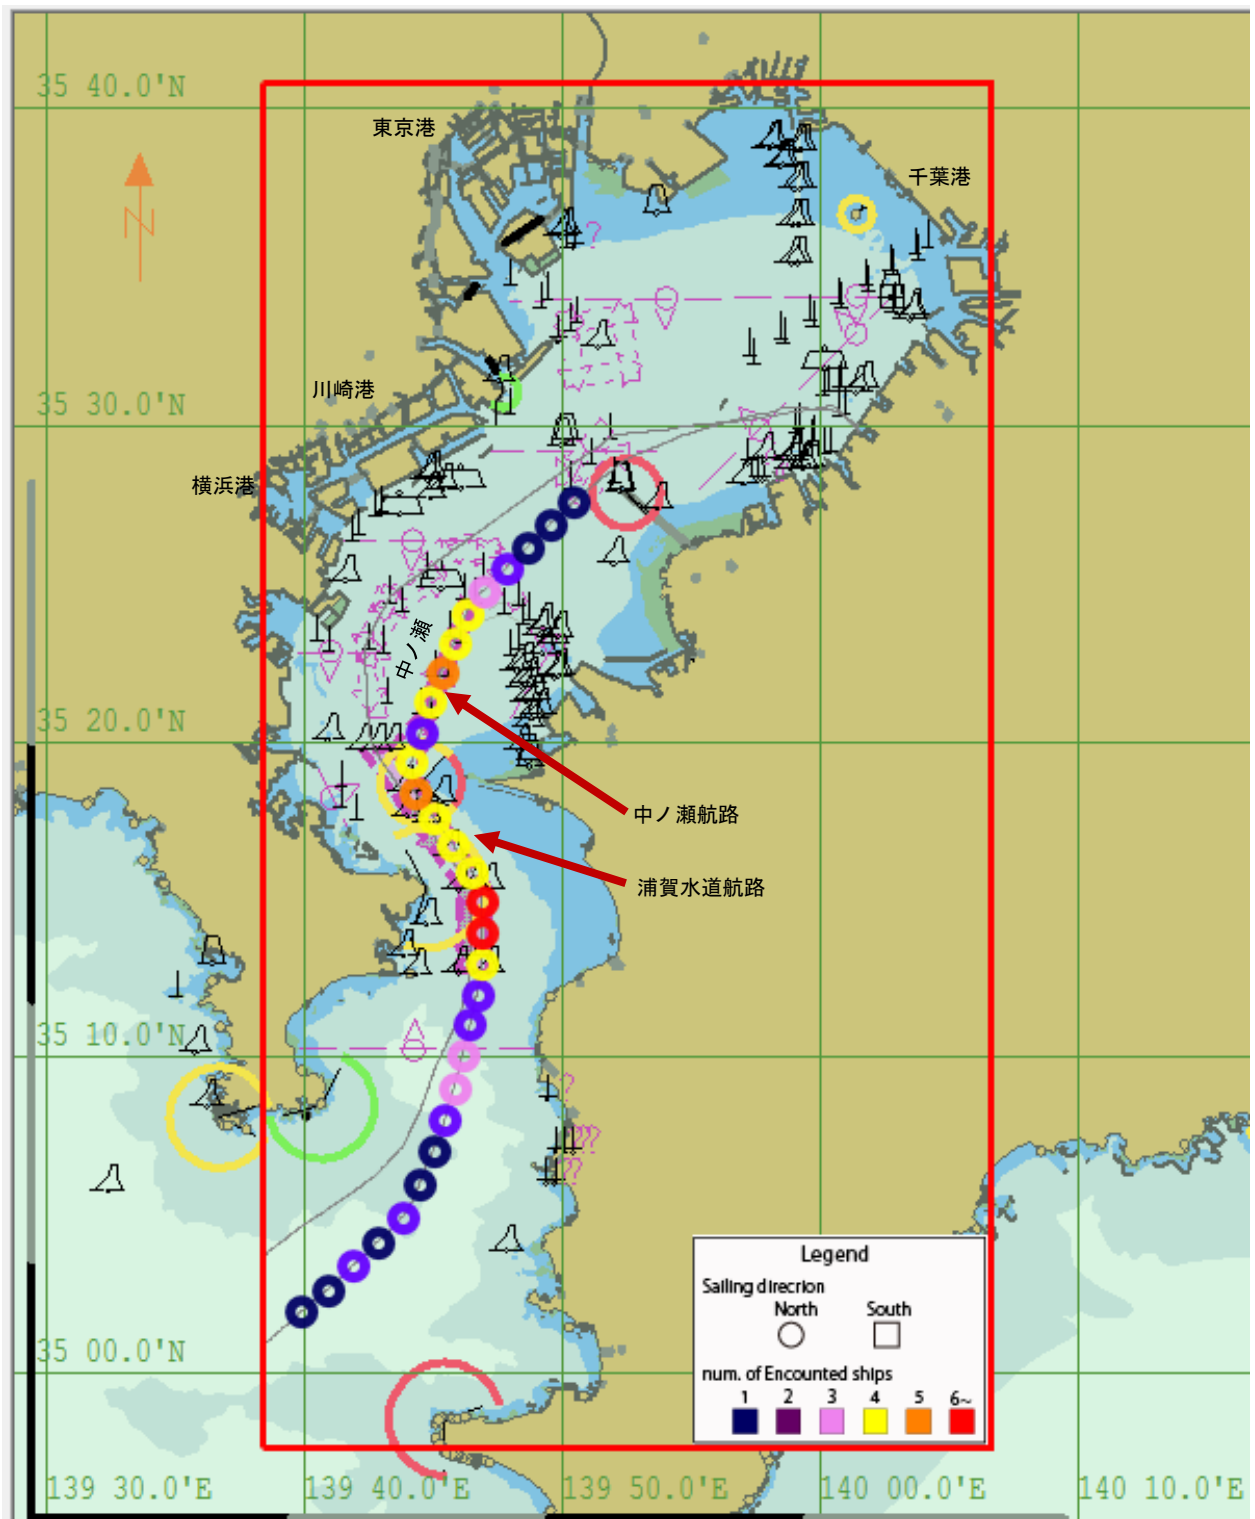 35 40.0'N
東京港
千葉港
N
?
川崎港
35 30.0'N
横浜港
中ノ瀬
35 20.0'N
中ノ瀬航路
浦賀水道航路
35 10.0'N
?
???
??
35 00.0'N
Legend
Sailing direcrion
North South
num. of Encounted ships
1 2 3 4 5 6~
139 30.0'E 139 40.0'E 139 50.0'E 140 00.0'E 140 10.0'E